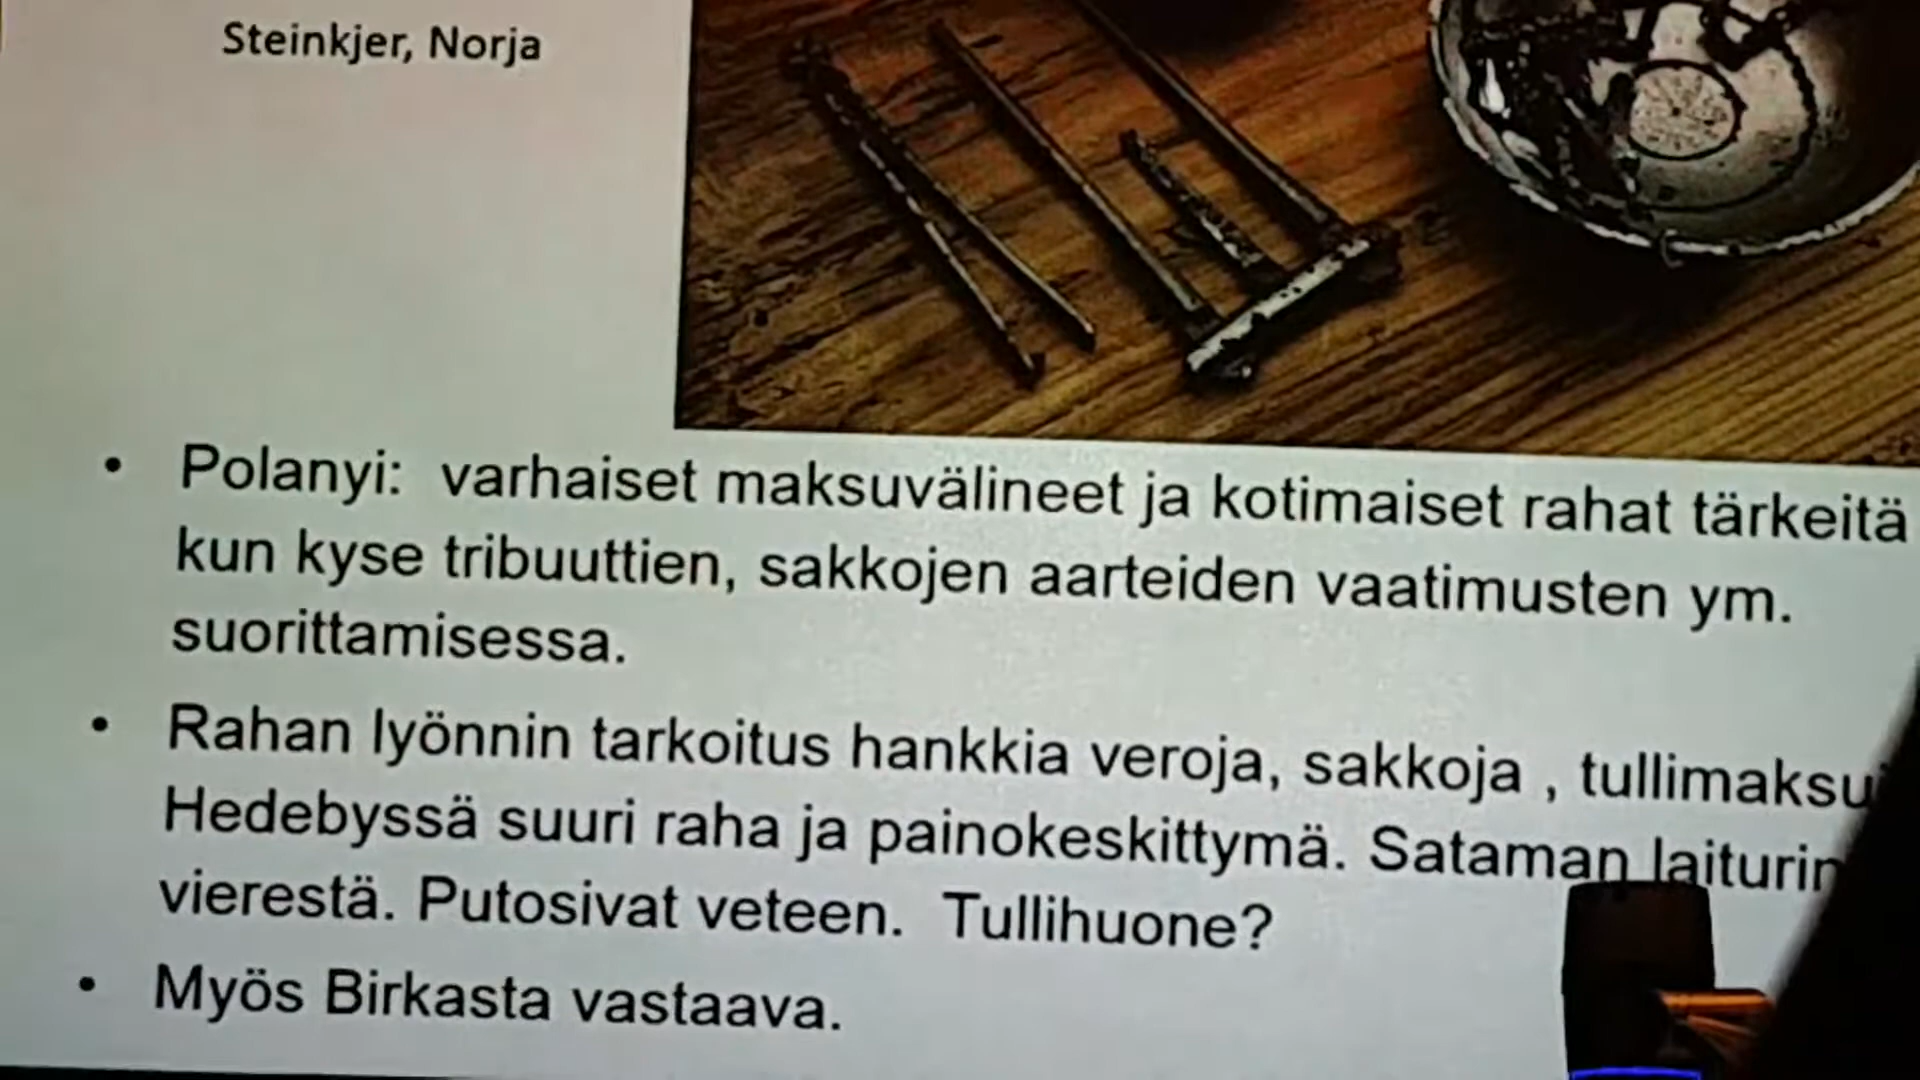 Steinkjer, Norja
• Polanyi: varhaiset maksuvälineet ja kotimaiset rahat tärkeitä
kun kyse tribuuttien, sakkojen aarteiden vaatimusten ym.
suorittamisessa.
• Rahan lyönnin tarkoitus hankkia veroja, sakkoja , tullimaksu
Hedebyssä suuri raha ja painokeskittymä. Sataman laiturin
vierestä. Putosivat veteen. Tullihuone?
• Myös Birkasta vastaava.